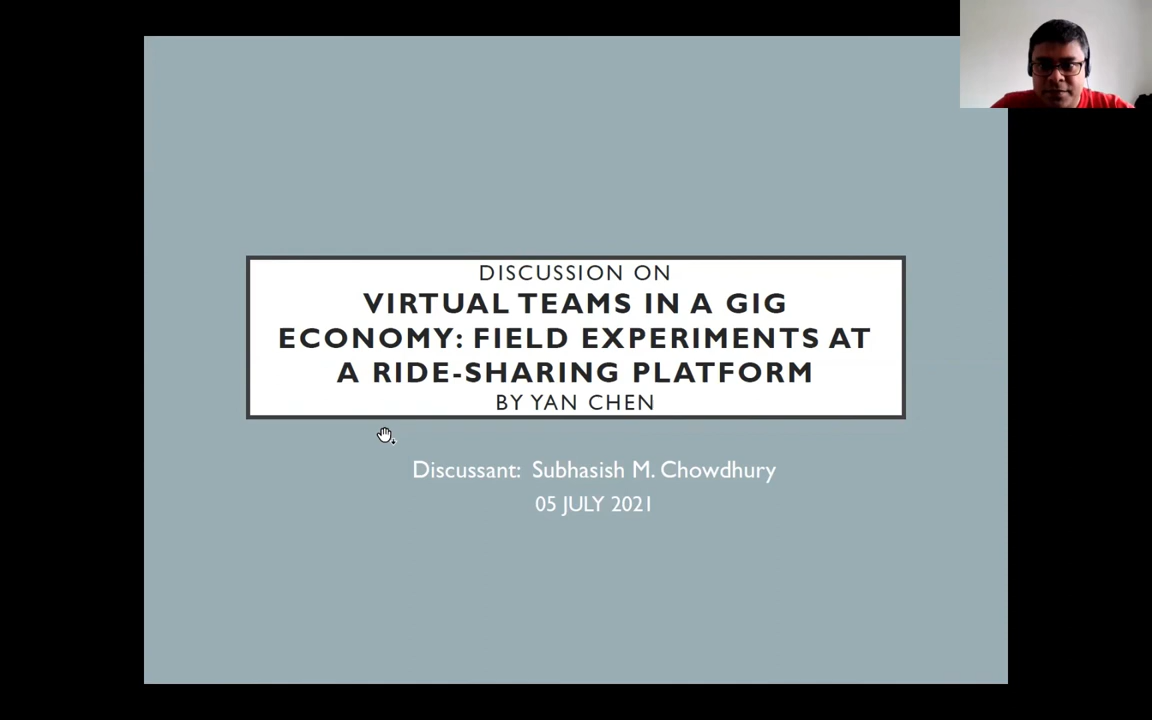 DISCUSSION ON
VIRTUAL TEAMS IN A GIG
ECONOMY: FIELD EXPERIMENTS AT
A RIDE-SHARING PLATFORM
BY YAN CHEN
Discussant: Subhasish M. Chowdhury
05 JULY 2021